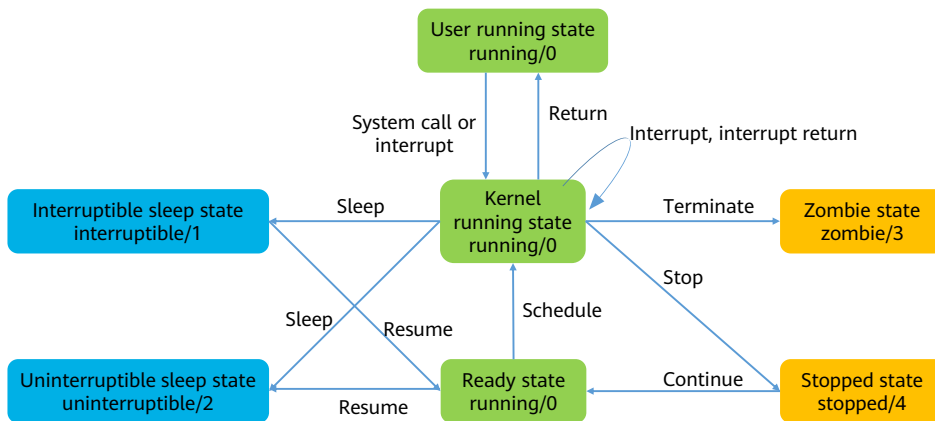 User running state
running/0
System call or
interrupt
Return
Interrupt, interrupt return
Interruptible sleep state
interruptible/1
Sleep
Kernel
running state
running/0
Terminate
Zombie state
zombie/3
Stop
Sleep
Resume
Schedule
Uninterruptible sleep state
uninterruptible/2
Resume
Ready state
running/0
Continue
Stopped state
stopped/4